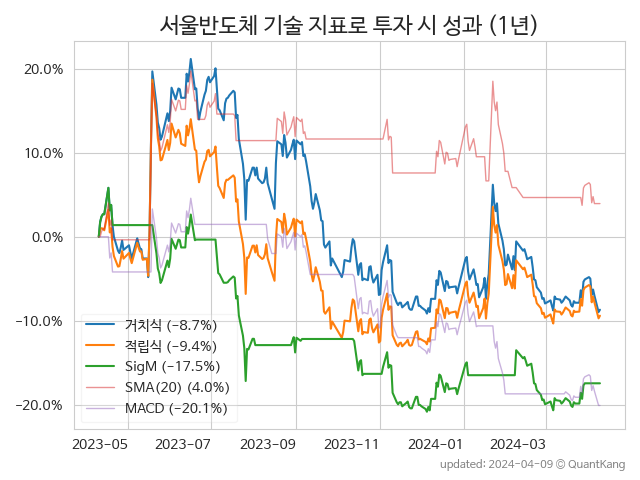 서울반도체 기술 지표로 투자 시 성과 (1년)
20.0%
10.0%
0.0%
−10.0%
−20.0%
거치식 (−8.7%)
적립식 (−9.4%)
SigM (−17.5%)
SMA(20) (4.0%)
MACD (−20.1%)
2023-05
2023-07
2023-09
2023-11
2024-01
2024-03
updated: 2024-04-09 © QuantKang